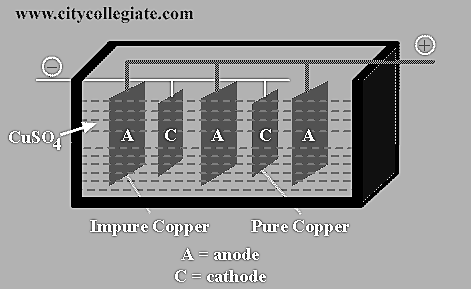 www.citycollegiate.com
⊖
⊕
CuSO4
A C A C A
Impure Copper Pure Copper
A = anode
C = cathode